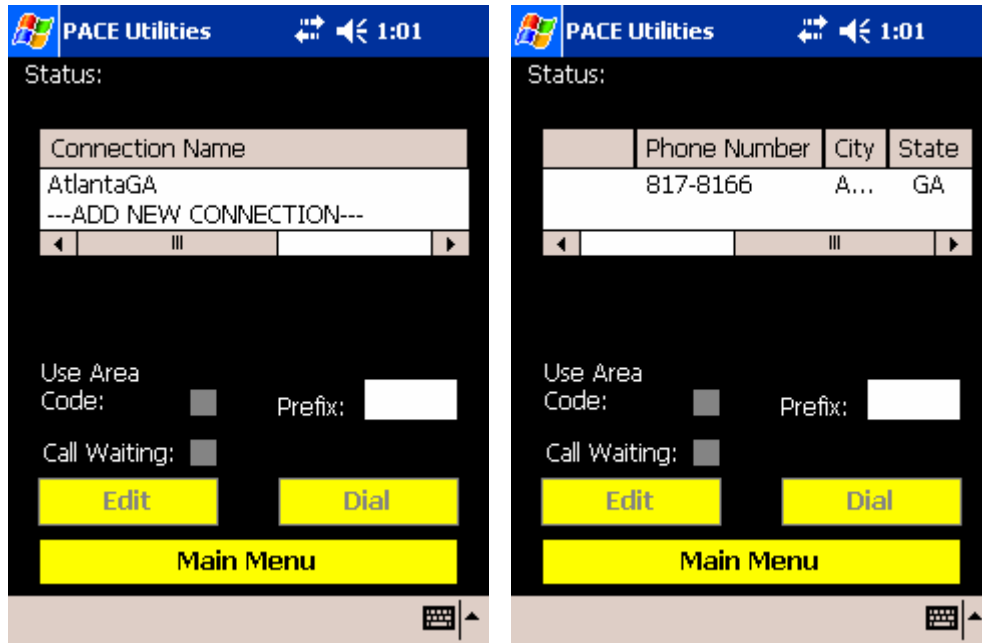 PACE Utilities 1:01
Status:
Connection Name
AtlantaGA
---ADD NEW CONNECTION---
Use Area
Code:
Prefix:
Call Waiting:
Edit Dial
Main Menu
PACE Utilities 1:01
Status:
Phone Number City State
817-8166 A... GA
Use Area
Code:
Prefix:
Call Waiting:
Edit Dial
Main Menu